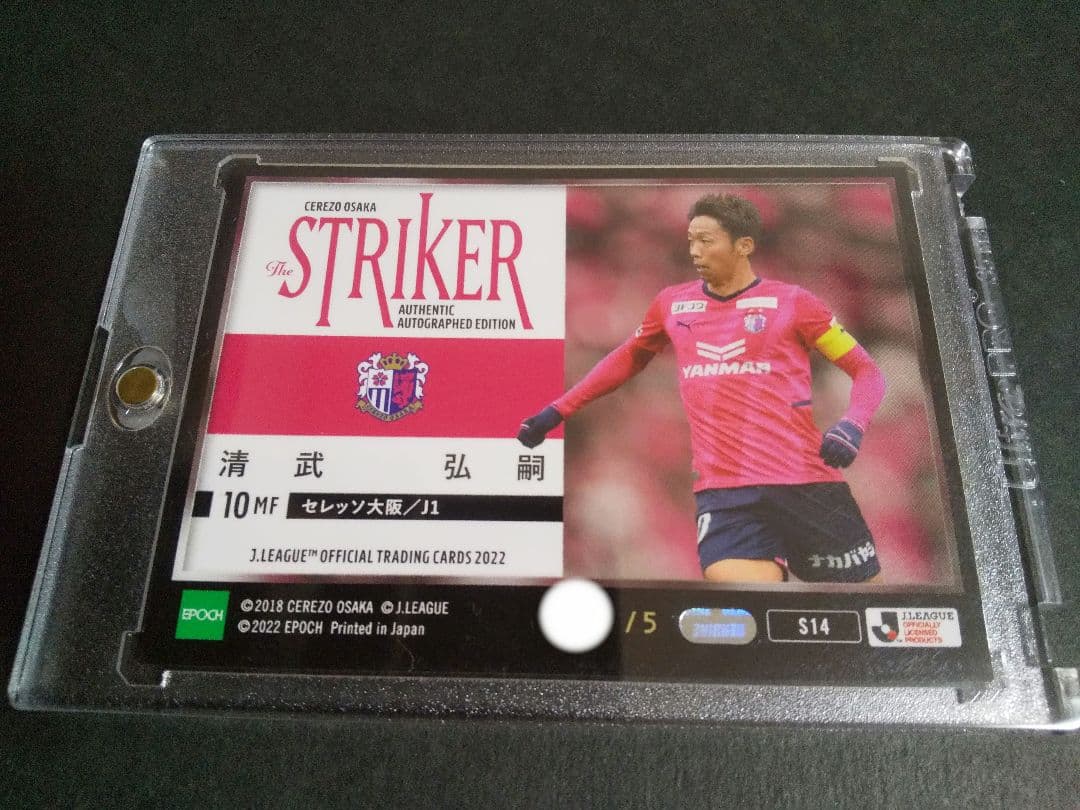 CEREZO OSAKA
The STRIKER
AUTHENTIC
AUTOGRAPHED EDITION
CEREZO OSAKA
清 武 弘 嗣
10 MF セレッソ大阪/J1
J.LEAGUE™ OFFICIAL TRADING CARDS 2022
YANMAR
EPOCH
©2018 CEREZO OSAKA ©J.LEAGUE
©2022 EPOCH Printed in Japan
/5
S14
J.LEAGUE
OFFICIALLY
LICENSED
PRODUCTS